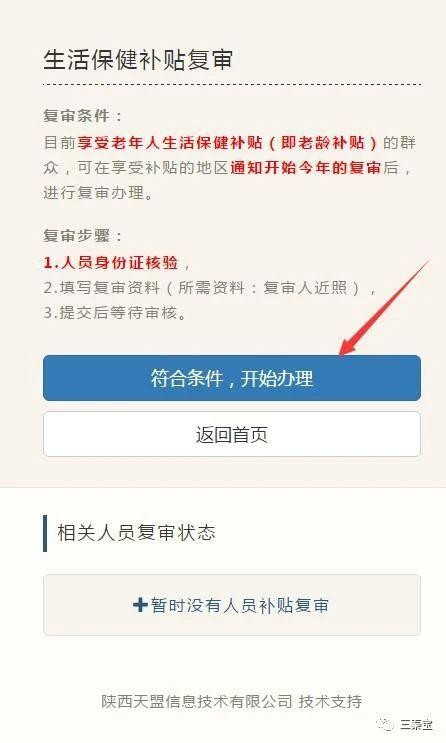 生活保健补贴复审
复审条件：
目前享受老年人生活保健补贴（即老龄补贴）的群
众，可在享受补贴的地区通知开始今年的复审后，
进行复审办理。
复审步骤：
1.人员身份证核验，
2.填写复审资料（所需资料：复审人近照），
3.提交后等待审核。
符合条件，开始办理
返回首页
相关人员复审状态
暂时没有人员补贴复审
陕西天盟信息技术有限公司 技术支持
三渠宝